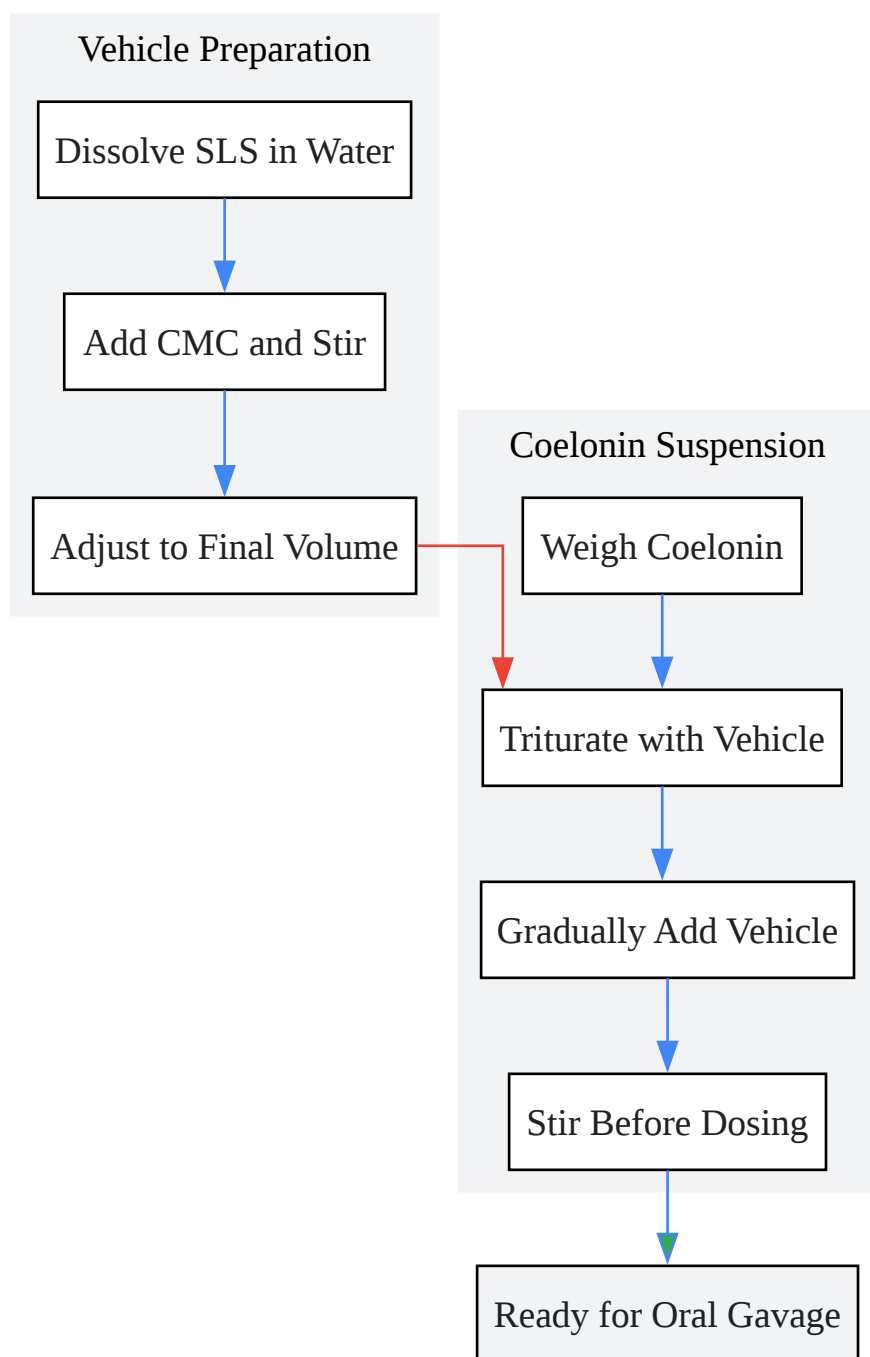 Vehicle Preparation
Dissolve SLS in Water
Add CMC and Stir
Adjust to Final Volume
Coelonin Suspension
Weigh Coelonin
Triturate with Vehicle
Gradually Add Vehicle
Stir Before Dosing
Ready for Oral Gavage